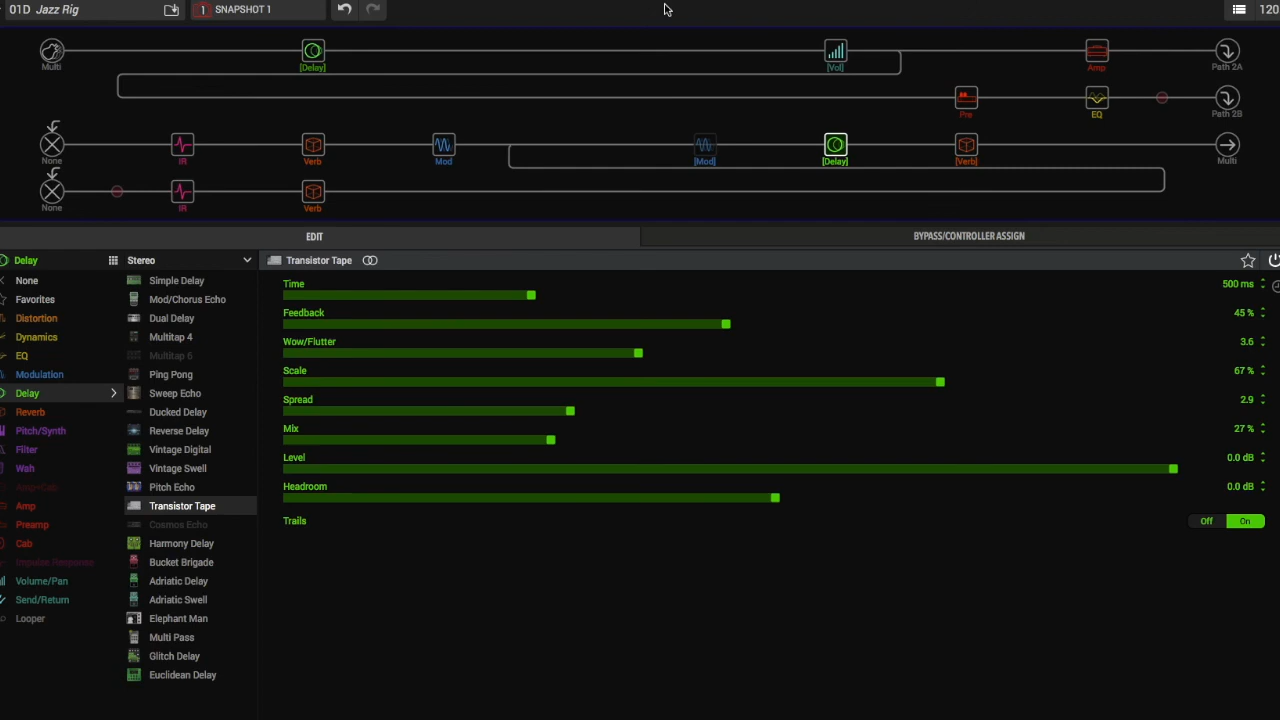 01D Jazz Rig
1 SNAPSHOT 1
120
Multi
[Delay]
[Vol]
Amp
Path 2A
Pre
EQ
Path 2B
None
IR
Verb
Mod
[Mod]
[Delay]
[Verb]
Multi
None
IR
Verb
EDIT
BYPASS/CONTROLLER ASSIGN
Delay
Stereo
Transistor Tape
None
Favorites
Distortion
Dynamics
EQ
Modulation
Delay
Reverb
Pitch/Synth
Filter
Wah
Amp+Cab
Amp
Preamp
Cab
Impulse Response
Volume/Pan
Send/Return
Looper
Simple Delay
Mod/Chorus Echo
Dual Delay
Multitap 4
Multitap 6
Ping Pong
Sweep Echo
Ducked Delay
Reverse Delay
Vintage Digital
Vintage Swell
Pitch Echo
Transistor Tape
Cosmos Echo
Harmony Delay
Bucket Brigade
Adriatic Delay
Adriatic Swell
Elephant Man
Multi Pass
Glitch Delay
Euclidean Delay
Time 500 ms
Feedback 45 %
Wow/Flutter 3.6
Scale 67 %
Spread 2.9
Mix 27 %
Level 0.0 dB
Headroom 0.0 dB
Trails Off On